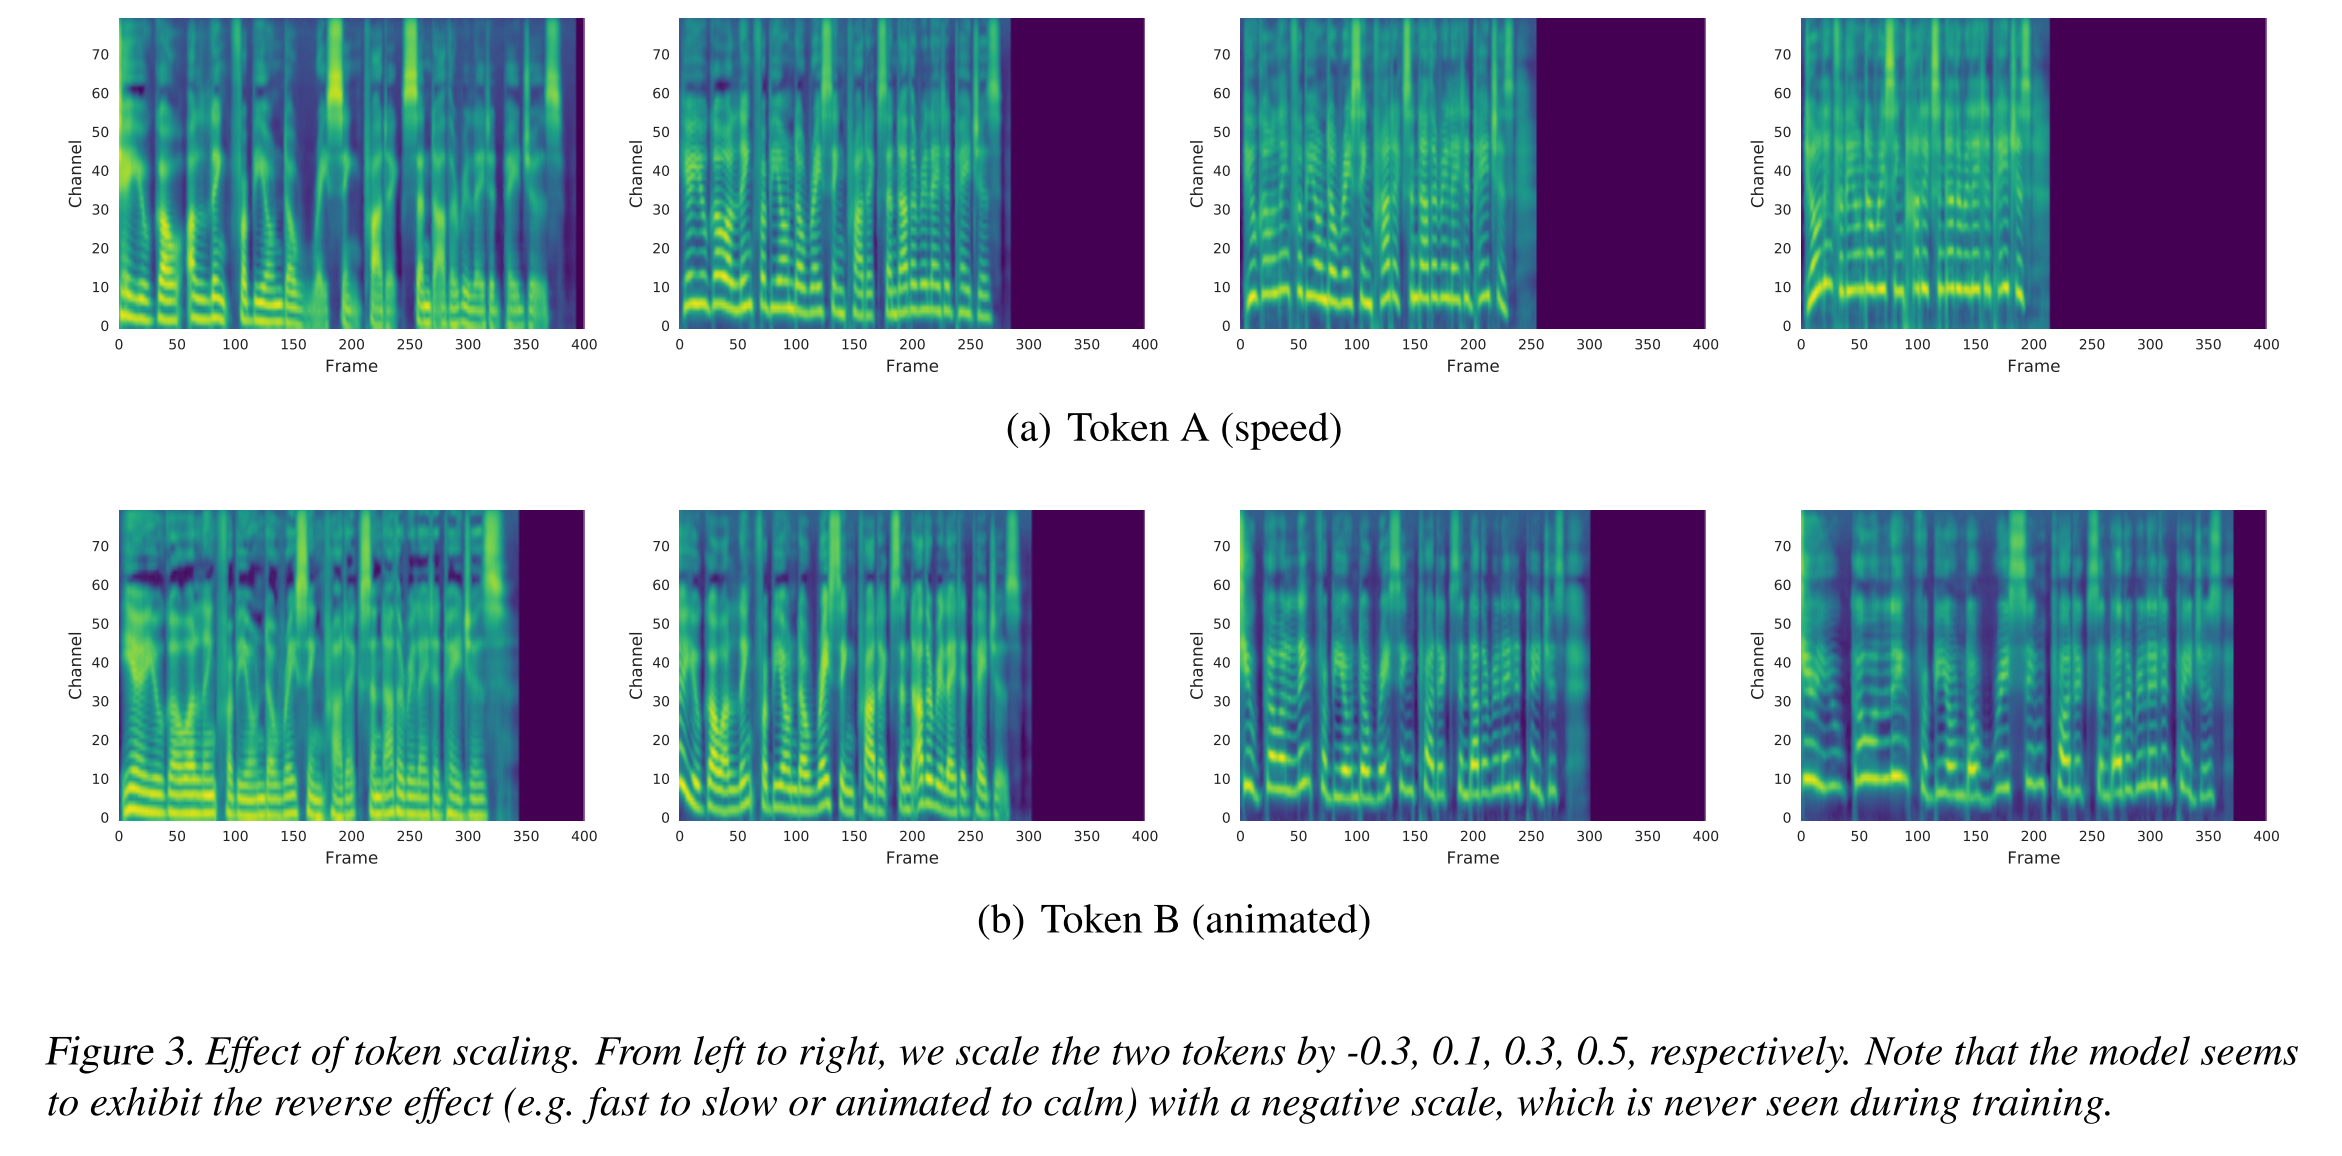 70 70 70 70
60 60 60 60
50 50 50 50
40 40 40 40
30 30 30 30
20 20 20 20
10 10 10 10
0 0 0 0
Channel Channel Channel Channel
0 50 100 150 200 250 300 350 400 0 50 100 150 200 250 300 350 400 0 50 100 150 200 250 300 350 400 0 50 100 150 200 250 300 350 400
Frame Frame Frame Frame
(a) Token A (speed)
70 70 70 70
60 60 60 60
50 50 50 50
40 40 40 40
30 30 30 30
20 20 20 20
10 10 10 10
0 0 0 0
Channel Channel Channel Channel
0 50 100 150 200 250 300 350 400 0 50 100 150 200 250 300 350 400 0 50 100 150 200 250 300 350 400 0 50 100 150 200 250 300 350 400
Frame Frame Frame Frame
(b) Token B (animated)
Figure 3. Effect of token scaling. From left to right, we scale the two tokens by -0.3, 0.1, 0.3, 0.5, respectively. Note that the model seems
to exhibit the reverse effect (e.g. fast to slow or animated to calm) with a negative scale, which is never seen during training.